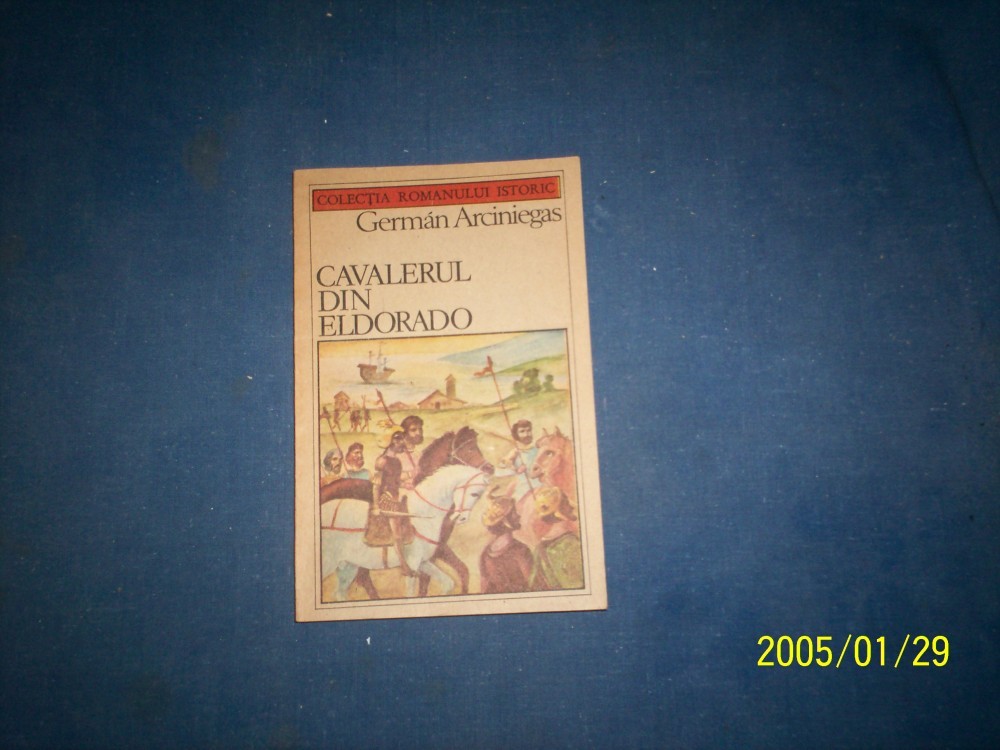 COLECȚIA ROMANULUI ISTORIC
Germán Arciniegas
CAVALERUL
DIN
ELDORADO
2005/01/29